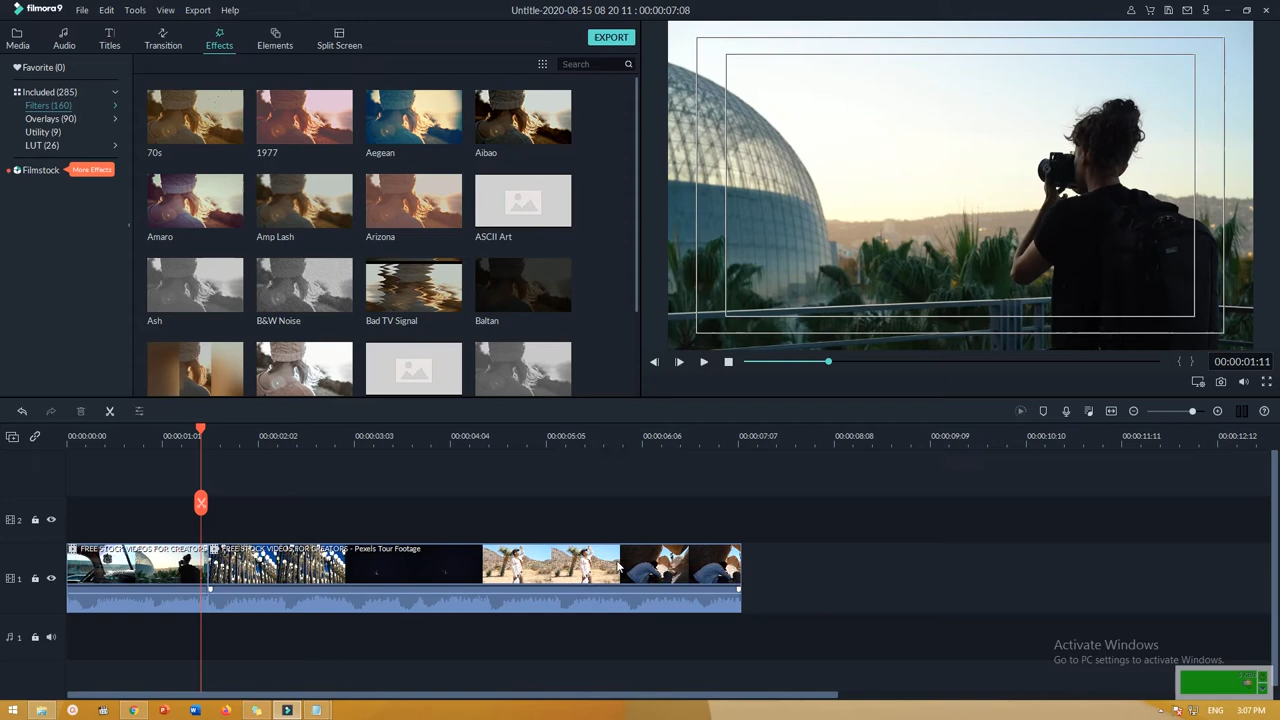 filmora9 File Edit Tools View Export Help Untitle-2020-08-15 08 20 11 : 00:00:07:08
Media Audio Titles Transition Effects Elements Split Screen EXPORT
Favorite (0) Search
Included (285)
Filters (160)
Overlays (90)
Utility (9)
LUT (26)
Filmstock More Effects
70s 1977 Aegean Aibao
Amaro Amp Lash Arizona ASCII Art
Ash B&W Noise Bad TV Signal Baltan
00:00:01:11
00:00:00:00 00:00:01:01 00:00:02:02 00:00:03:03 00:00:04:04 00:00:05:05 00:00:06:06 00:00:07:07 00:00:08:08 00:00:09:09 00:00:10:10 00:00:11:11 00:00:12:12
2
FREE STOCK VIDEOS FOR CREATORS FREE STOCK VIDEOS FOR CREATORS - Pexels Tour Footage
1
1
Activate Windows
Go to PC settings to activate Windows.
ENG 3:07 PM